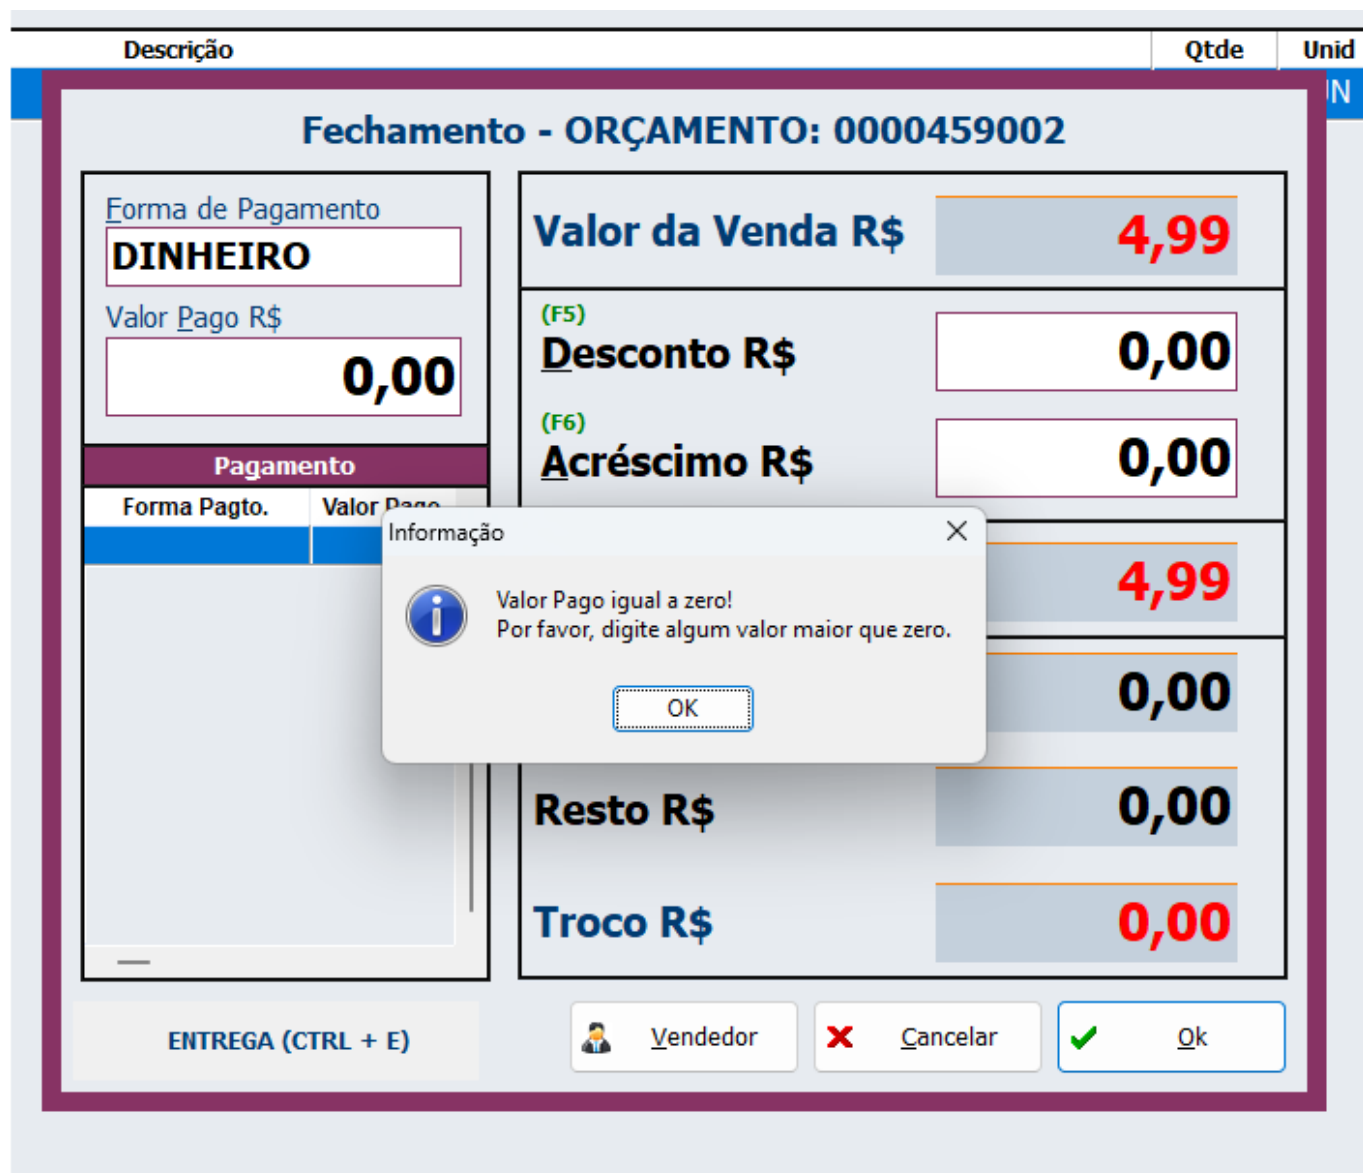 Descrição Qtde Unid
Fechamento - ORÇAMENTO: 0000459002
Forma de Pagamento
DINHEIRO
Valor Pago R$
0,00
Pagamento
Forma Pagto. Valor Pago
Valor da Venda R$ 4,99
(F5)
Desconto R$ 0,00
(F6)
Acréscimo R$ 0,00
4,99
0,00
Resto R$ 0,00
Troco R$ 0,00
Informação
Valor Pago igual a zero!
Por favor, digite algum valor maior que zero.
OK
ENTREGA (CTRL + E)
Vendedor
Cancelar
Ok